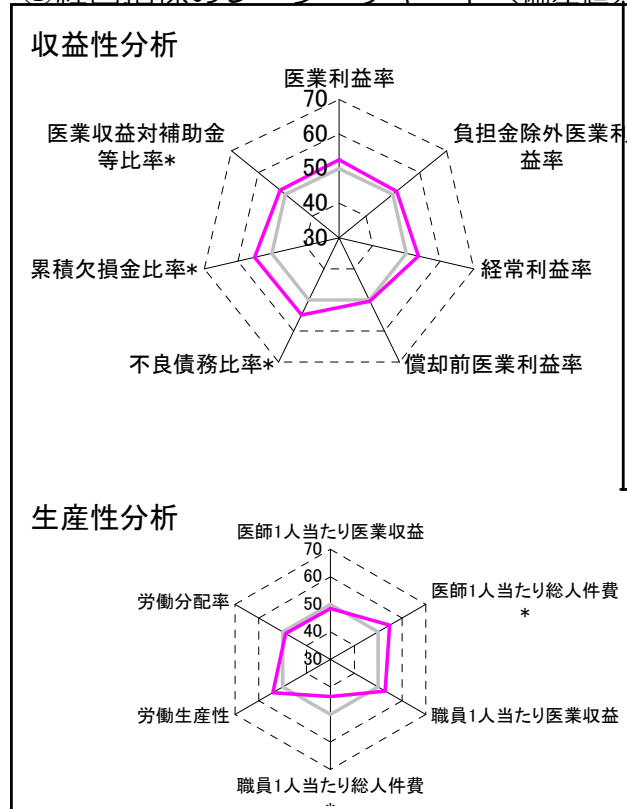 収益性分析
医業利益率
70
60
50
40
30
負担金除外医業利
益率
経常利益率
償却前医業利益率
不良債務比率*
累積欠損金比率*
医業収益対補助金
等比率*
生産性分析
医師1人当たり医業収益
70
60
50
40
30
医師1人当たり総人件費
*
職員1人当たり医業収益
職員1人当たり総人件費
*
労働生産性
労働分配率